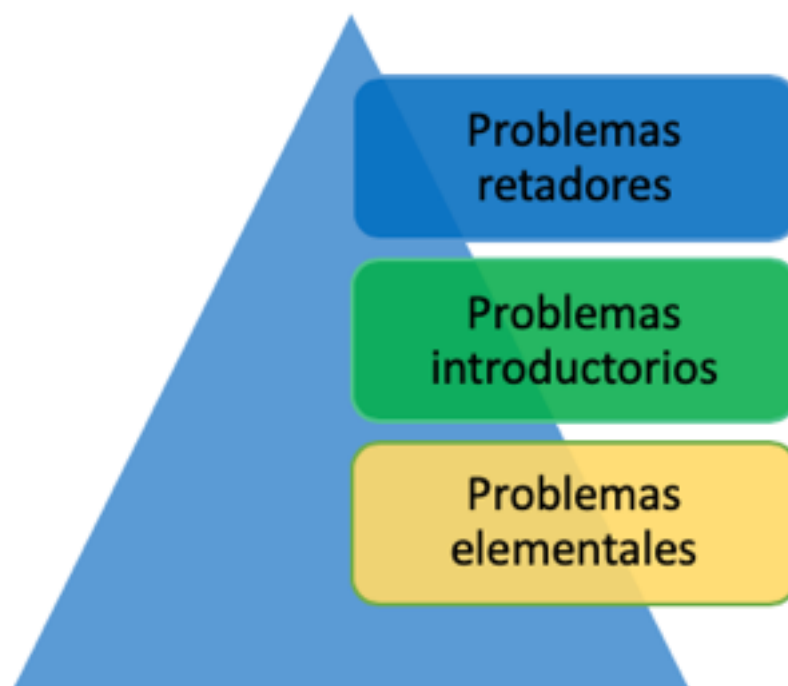 Problemas
retadores
Problemas
introductorios
Problemas
elementales